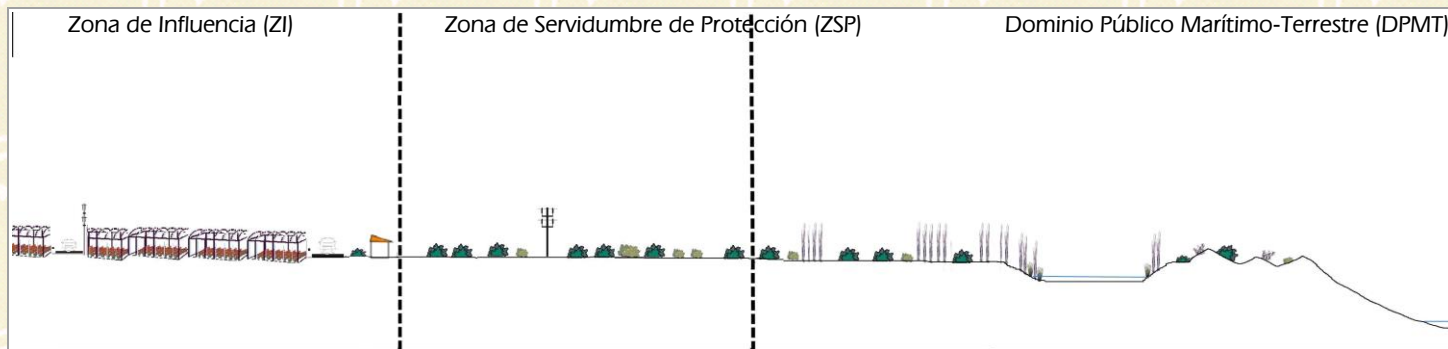 Zona de Influencia (ZI)
Zona de Servidumbre de Protección (ZSP)
Dominio Público Marítimo-Terrestre (DPMT)